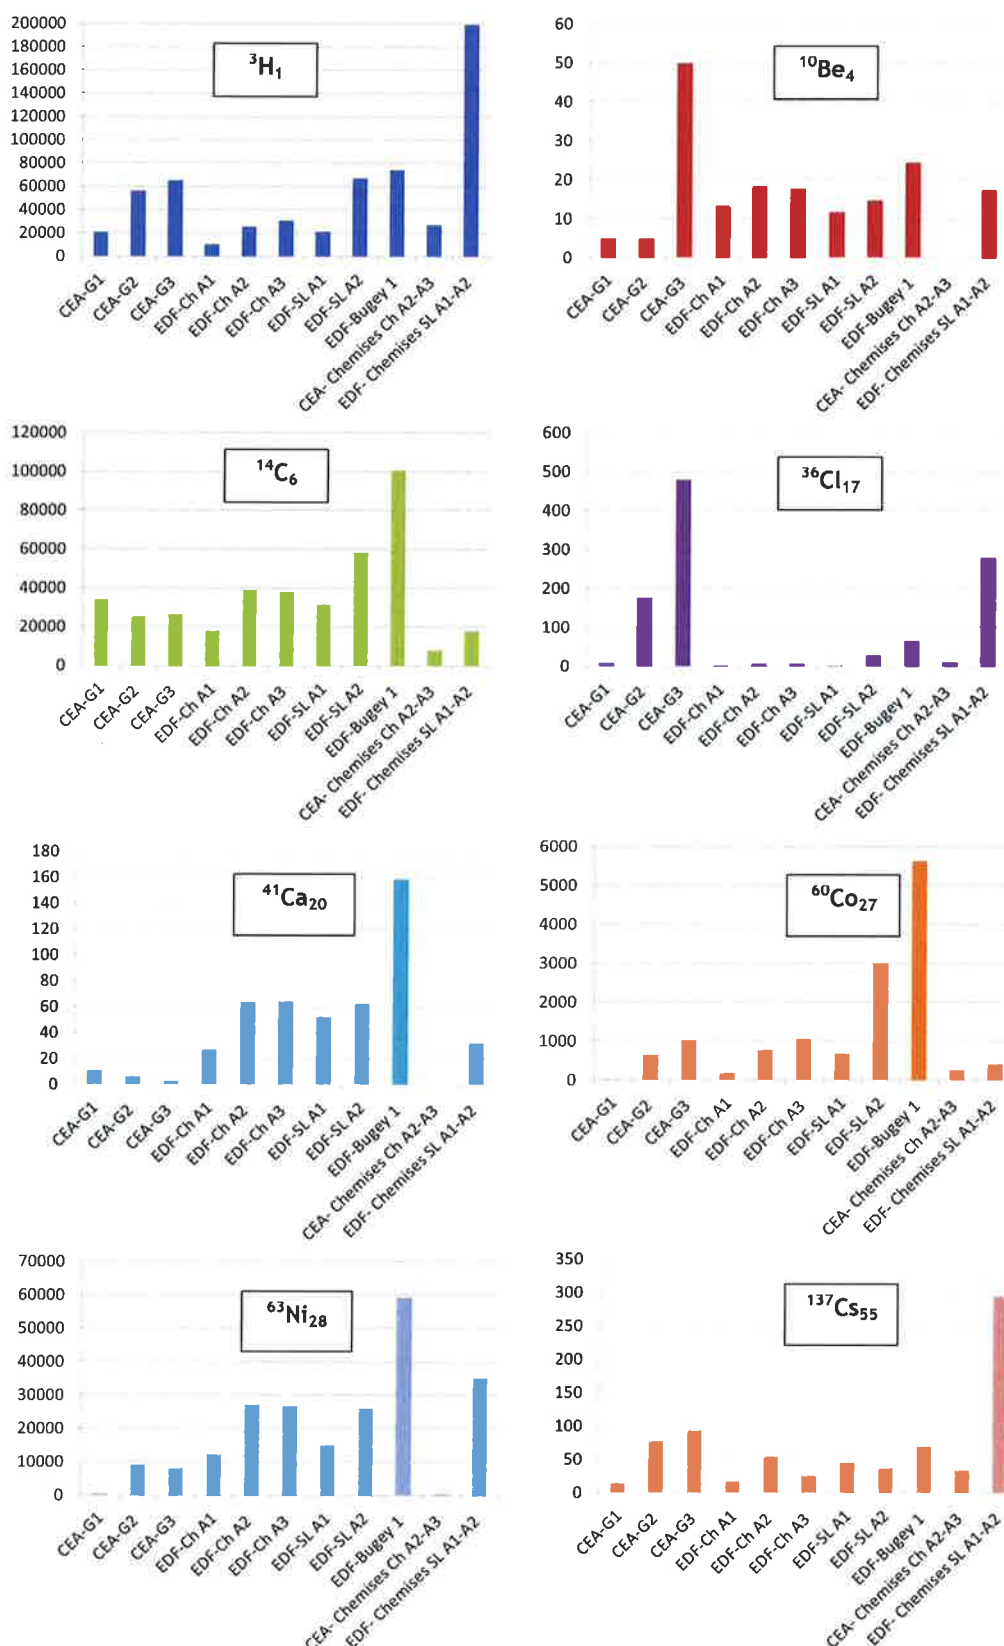 ³H₁
200000
180000
160000
140000
120000
100000
80000
60000
40000
20000
0
CEA-G1
CEA-G2
CEA-G3
EDF-Ch A1
EDF-Ch A2
EDF-Ch A3
EDF-SL A1
EDF-SL A2
EDF-Bugey 1
CEA- Chemises Ch A2-A3
EDF- Chemises SL A1-A2
¹⁰Be₄
60
50
40
30
20
10
0
CEA-G1
CEA-G2
CEA-G3
EDF-Ch A1
EDF-Ch A2
EDF-Ch A3
EDF-SL A1
EDF-SL A2
EDF-Bugey 1
CEA- Chemises Ch A2-A3
EDF- Chemises SL A1-A2
¹⁴C₆
120000
100000
80000
60000
40000
20000
0
CEA-G1
CEA-G2
CEA-G3
EDF-Ch A1
EDF-Ch A2
EDF-Ch A3
EDF-SL A1
EDF-SL A2
EDF-Bugey 1
CEA- Chemises Ch A2-A3
EDF- Chemises SL A1-A2
³⁶Cl₁₇
600
500
400
300
200
100
0
CEA-G1
CEA-G2
CEA-G3
EDF-Ch A1
EDF-Ch A2
EDF-Ch A3
EDF-SL A1
EDF-SL A2
EDF-Bugey 1
CEA- Chemises Ch A2-A3
EDF- Chemises SL A1-A2
⁴¹Ca₂₀
180
160
140
120
100
80
60
40
20
0
CEA-G1
CEA-G2
CEA-G3
EDF-Ch A1
EDF-Ch A2
EDF-Ch A3
EDF-SL A1
EDF-SL A2
EDF-Bugey 1
CEA- Chemises Ch A2-A3
EDF- Chemises SL A1-A2
⁶⁰Co₂₇
6000
5000
4000
3000
2000
1000
0
CEA-G1
CEA-G2
CEA-G3
EDF-Ch A1
EDF-Ch A2
EDF-Ch A3
EDF-SL A1
EDF-SL A2
EDF-Bugey 1
CEA- Chemises Ch A2-A3
EDF- Chemises SL A1-A2
⁶³Ni₂₈
70000
60000
50000
40000
30000
20000
10000
0
CEA-G1
CEA-G2
CEA-G3
EDF-Ch A1
EDF-Ch A2
EDF-Ch A3
EDF-SL A1
EDF-SL A2
EDF-Bugey 1
CEA- Chemises Ch A2-A3
EDF- Chemises SL A1-A2
¹³⁷Cs₅₅
350
300
250
200
150
100
50
0
CEA-G1
CEA-G2
CEA-G3
EDF-Ch A1
EDF-Ch A2
EDF-Ch A3
EDF-SL A1
EDF-SL A2
EDF-Bugey 1
CEA- Chemises Ch A2-A3
EDF- Chemises SL A1-A2